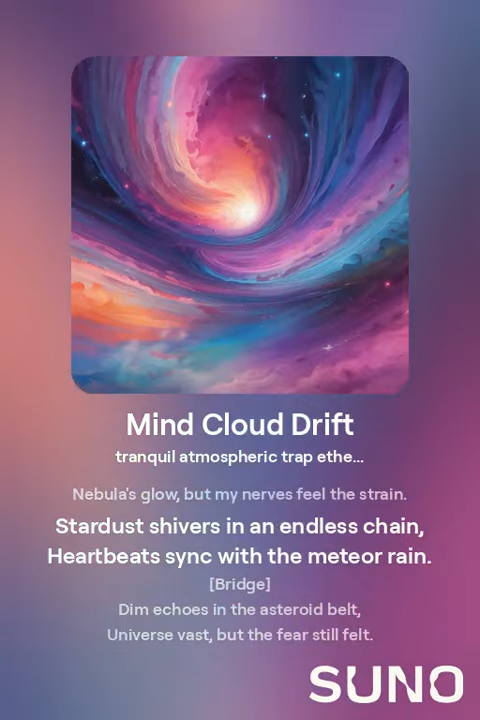 Mind Cloud Drift
tranquil atmospheric trap ethe...
Nebula's glow, but my nerves feel the strain.
Stardust shivers in an endless chain,
Heartbeats sync with the meteor rain.
[Bridge]
Dim echoes in the asteroid belt,
Universe vast, but the fear still felt.
SUNO